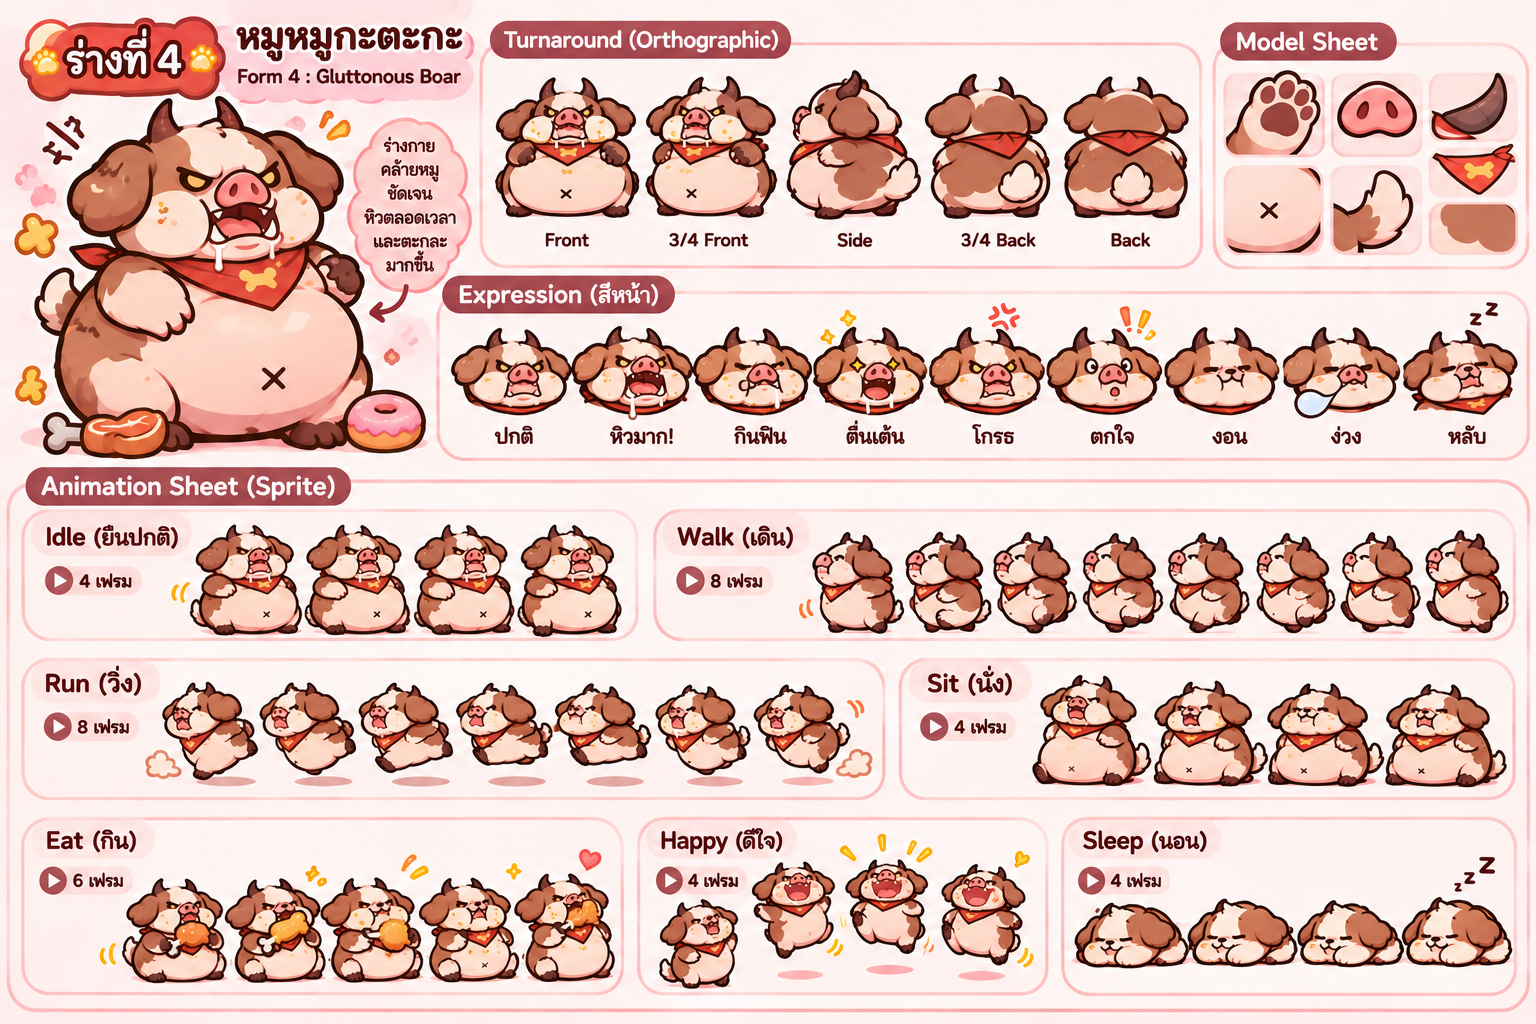 ร่างที่ 4
หมูหมูกะตะกะ
Form 4 : Gluttonous Boar
ร่างกาย
คล้ายหมู
ชัดเจน
หิวตลอดเวลา
และตะกละ
มากขึ้น
Turnaround (Orthographic)
Front
3/4 Front
Side
3/4 Back
Back
Model Sheet
Expression (สีหน้า)
z z
ปกติ
หิวมาก!
กินฟิน
ตื่นเต้น
โกรธ
ตกใจ
งอน
ง่วง
หลับ
Animation Sheet (Sprite)
Idle (ยืนปกติ)
4 เฟรม
Walk (เดิน)
8 เฟรม
Run (วิ่ง)
8 เฟรม
Sit (นั่ง)
4 เฟรม
Eat (กิน)
6 เฟรม
Happy (ดีใจ)
4 เฟรม
Sleep (นอน)
4 เฟรม
z z z